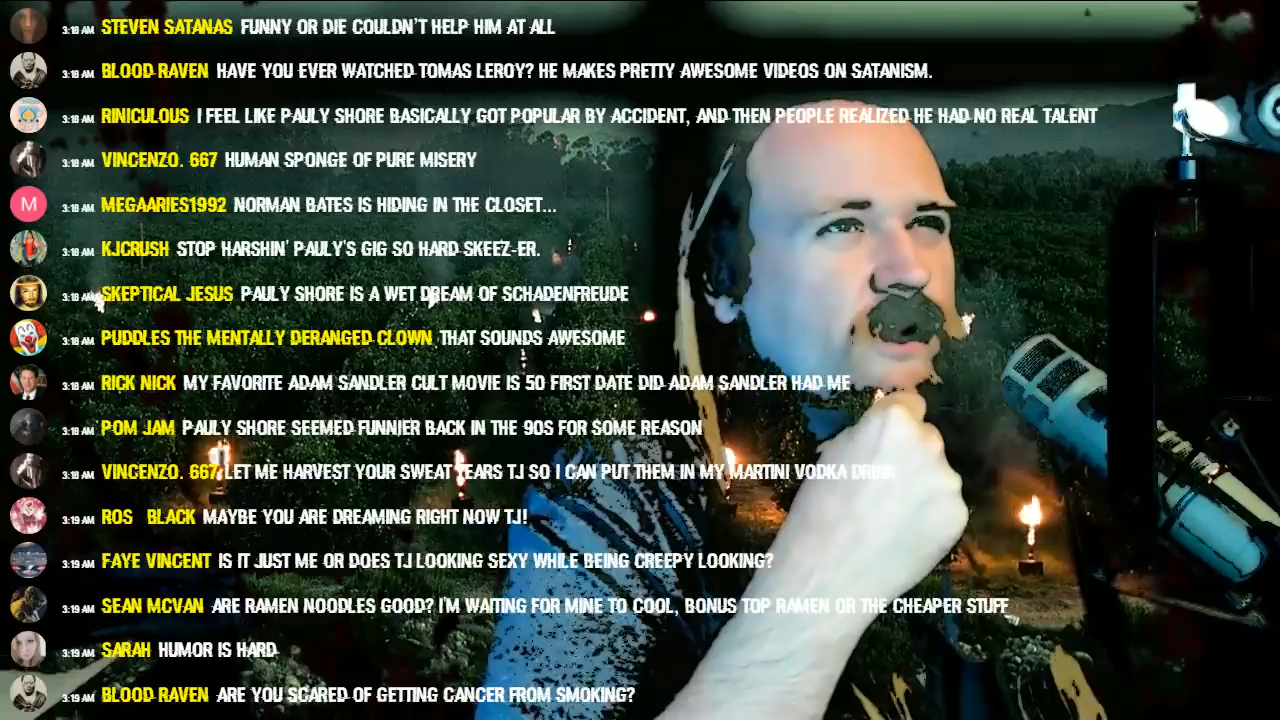 3:18 AM STEVEN SATANAS FUNNY OR DIE COULDN'T HELP HIM AT ALL
3:18 AM BLOOD RAVEN HAVE YOU EVER WATCHED TOMAS LEROY? HE MAKES PRETTY AWESOME VIDEOS ON SATANISM.
3:18 AM RINICULOUS I FEEL LIKE PAULY SHORE BASICALLY GOT POPULAR BY ACCIDENT, AND THEN PEOPLE REALIZED HE HAD NO REAL TALENT
3:18 AM VINCENZO. 667 HUMAN SPONGE OF PURE MISERY
M 3:18 AM MEGAARIES1992 NORMAN BATES IS HIDING IN THE CLOSET...
3:18 AM KJCRUSH STOP HARSHIN' PAULY'S GIG SO HARD SKEEZ-ER.
3:18 AM SKEPTICAL JESUS PAULY SHORE IS A WET DREAM OF SCHADENFREUDE
3:18 AM PUDDLES THE MENTALLY DERANGED CLOWN THAT SOUNDS AWESOME
3:18 AM RICK NICK MY FAVORITE ADAM SANDLER CULT MOVIE IS 50 FIRST DATE DID ADAM SANDLER HAD ME
3:18 AM POM JAM PAULY SHORE SEEMED FUNNIER BACK IN THE 90S FOR SOME REASON
3:18 AM VINCENZO. 667 LET ME HARVEST YOUR SWEAT TEARS TJ SO I CAN PUT THEM IN MY MARTINI VODKA DRINK
3:19 AM ROS BLACK MAYBE YOU ARE DREAMING RIGHT NOW TJ!
3:19 AM FAYE VINCENT IS IT JUST ME OR DOES TJ LOOKING SEXY WHILE BEING CREEPY LOOKING?
3:19 AM SEAN MCVAN ARE RAMEN NOODLES GOOD? I'M WAITING FOR MINE TO COOL, BONUS TOP RAMEN OR THE CHEAPER STUFF
3:19 AM SARAH HUMOR IS HARD
3:19 AM BLOOD RAVEN ARE YOU SCARED OF GETTING CANCER FROM SMOKING?